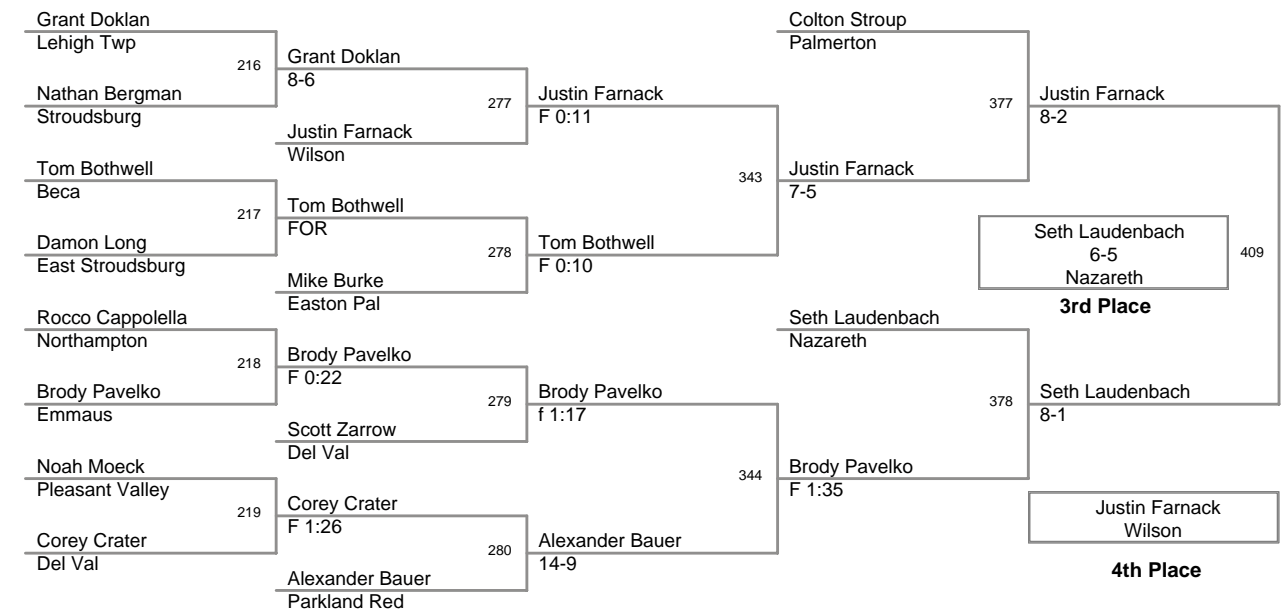 Grant Doklan
Lehigh Twp
216
Nathan Bergman
Stroudsburg
Tom Bothwell
Beca
217
Damon Long
East Stroudsburg
Rocco Cappolella
Northampton
218
Brody Pavelko
Emmaus
Noah Moeck
Pleasant Valley
219
Corey Crater
Del Val
Grant Doklan
8-6
277
Justin Farnack
Wilson
Tom Bothwell
FOR
278
Mike Burke
Easton Pal
Brody Pavelko
F 0:22
279
Scott Zarrow
Del Val
Corey Crater
F 1:26
280
Alexander Bauer
Parkland Red
Justin Farnack
F 0:11
343
Tom Bothwell
F 0:10
Brody Pavelko
f 1:17
344
Alexander Bauer
14-9
Colton Stroup
Palmerton
377
Justin Farnack
7-5
Seth Laudenbach
Nazareth
378
Brody Pavelko
F 1:35
Justin Farnack
8-2
409
Seth Laudenbach
8-1
Seth Laudenbach
6-5
Nazareth
3rd Place
Justin Farnack
Wilson
4th Place